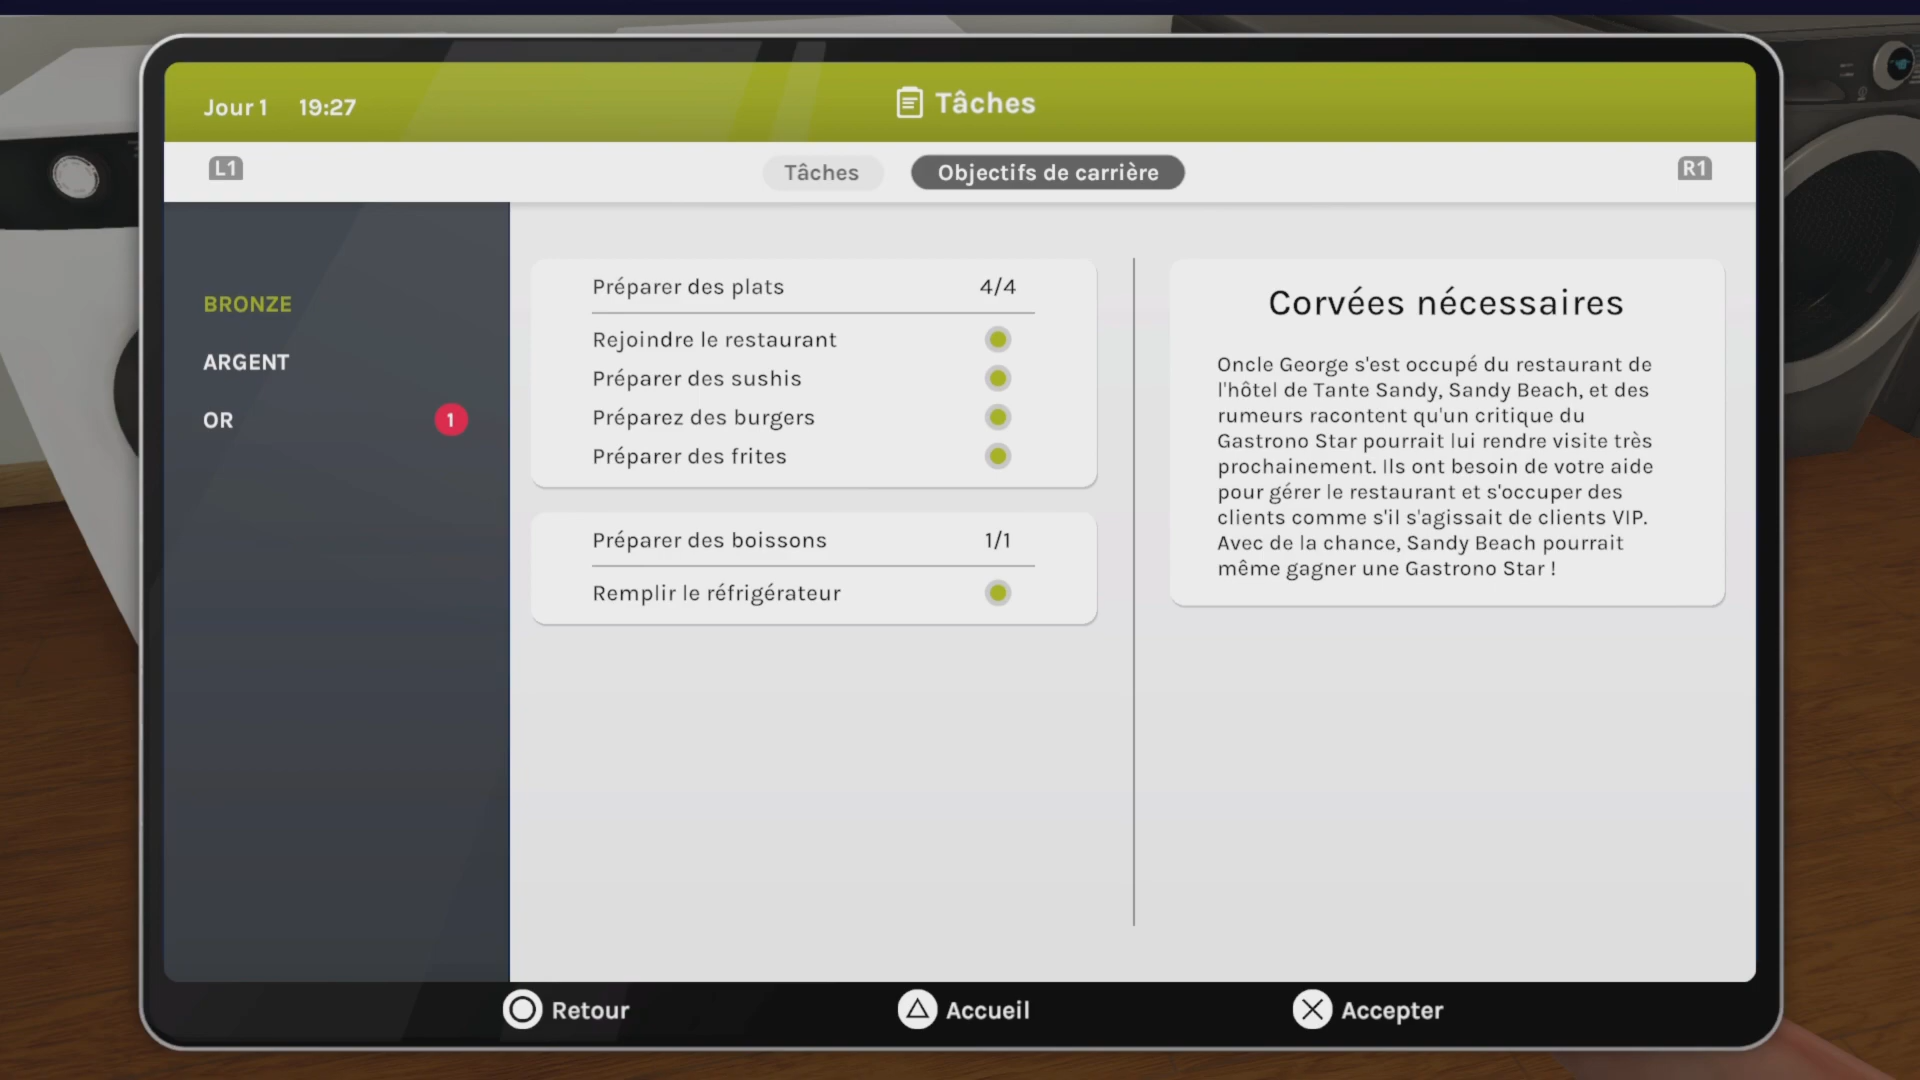 Jour 1 19:27
Tâches
L1
Tâches
Objectifs de carrière
R1
BRONZE
ARGENT
OR 1
Préparer des plats 4/4
Rejoindre le restaurant
Préparer des sushis
Préparez des burgers
Préparer des frites
Préparer des boissons 1/1
Remplir le réfrigérateur
Corvées nécessaires
Oncle George s'est occupé du restaurant de
l'hôtel de Tante Sandy, Sandy Beach, et des
rumeurs racontent qu'un critique du
Gastrono Star pourrait lui rendre visite très
prochainement. Ils ont besoin de votre aide
pour gérer le restaurant et s'occuper des
clients comme s'il s'agissait de clients VIP.
Avec de la chance, Sandy Beach pourrait
même gagner une Gastrono Star !
Retour
Accueil
Accepter